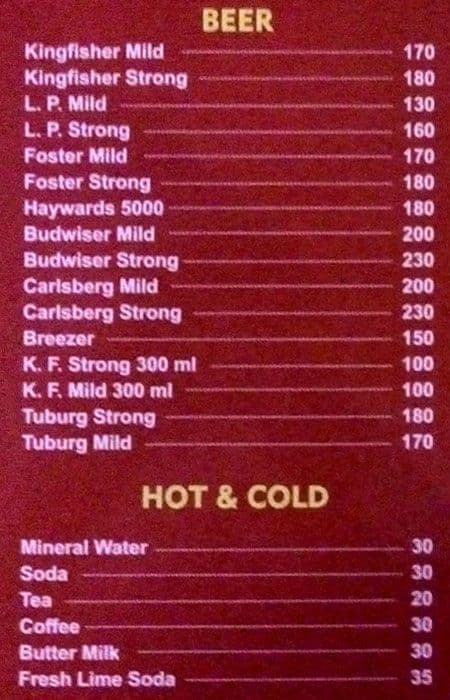 BEER
Kingfisher Mild 170
Kingfisher Strong 180
L. P. Mild 130
L. P. Strong 160
Foster Mild 170
Foster Strong 180
Haywards 5000 180
Budwiser Mild 200
Budwiser Strong 230
Carlsberg Mild 200
Carlsberg Strong 230
Breezer 150
K. F. Strong 300 ml 100
K. F. Mild 300 ml 100
Tuburg Strong 180
Tuburg Mild 170
HOT & COLD
Mineral Water 30
Soda 30
Tea 20
Coffee 30
Butter Milk 30
Fresh Lime Soda 35